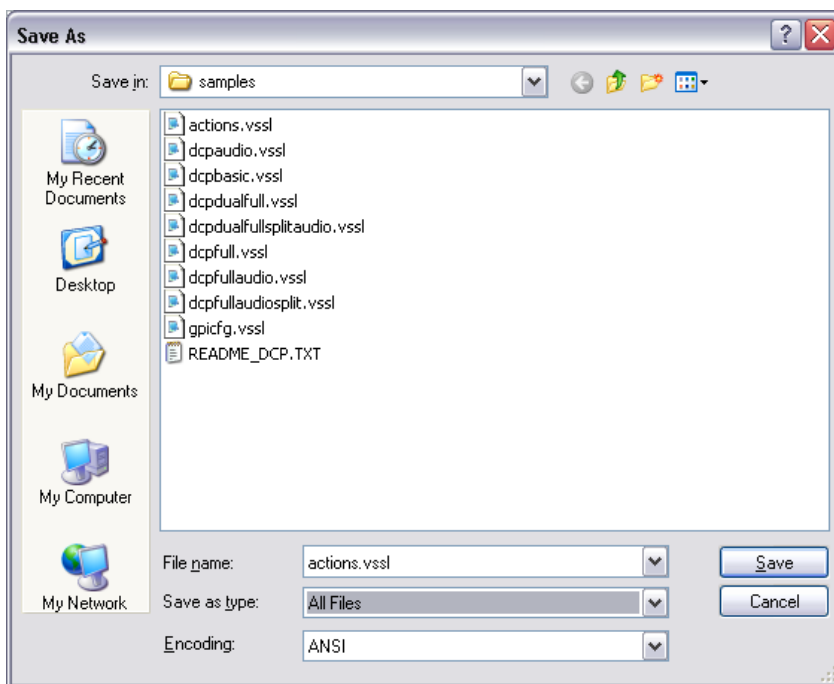 Save As
Save in:
samples
actions.vssl
dcpaudio.vssl
dcpbasic.vssl
dcpdualfull.vssl
dcpdualfullsplitaudio.vssl
dcpfull.vssl
dcpfullaudio.vssl
dcpfullaudiosplit.vssl
gpicfg.vssl
README_DCP.TXT
My Recent
Documents
Desktop
My Documents
My Computer
My Network
File name:
actions.vssl
Save
Save as type:
All Files
Cancel
Encoding:
ANSI